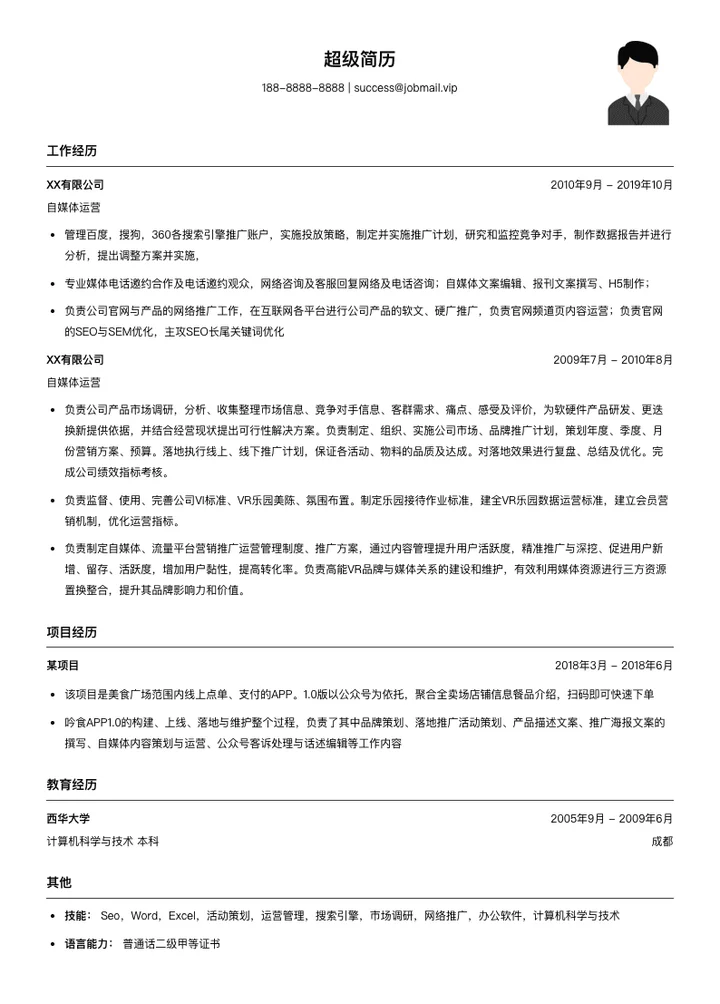 超级简历
188-8888-8888 | success@jobmail.vip
工作经历
XX有限公司 2010年9月 – 2019年10月
自媒体运营
• 管理百度，搜狗，360各搜索引擎推广账户，实施投放策略，制定并实施推广计划，研究和监控竞争对手，制作数据报告并进行
分析，提出调整方案并实施，
• 专业媒体电话邀约合作及电话邀约观众，网络咨询及客服回复网络及电话咨询；自媒体文案编辑、报刊文案撰写、H5制作；
• 负责公司官网与产品的网络推广工作，在互联网各平台进行公司产品的软文、硬广推广，负责官网频道页内容运营；负责官网
的SEO与SEM优化，主攻SEO长尾关键词优化
XX有限公司 2009年7月 – 2010年8月
自媒体运营
• 负责公司产品市场调研，分析、收集整理市场信息、竞争对手信息、客群需求、痛点、感受及评价，为软硬件产品研发、更迭
换新提供依据，并结合经营现状提出可行性解决方案。负责制定、组织、实施公司市场、品牌推广计划，策划年度、季度、月
份营销方案、预算。落地执行线上、线下推广计划，保证各活动、物料的品质及达成。对落地效果进行复盘、总结及优化。完
成公司绩效指标考核。
• 负责监督、使用、完善公司VI标准、VR乐园美陈、氛围布置。制定乐园接待作业标准，建全VR乐园数据运营标准，建立会员营
销机制，优化运营指标。
• 负责制定自媒体、流量平台营销推广运营管理制度、推广方案，通过内容管理提升用户活跃度，精准推广与深挖、促进用户新
增、留存、活跃度，增加用户黏性，提高转化率。负责高能VR品牌与媒体关系的建设和维护，有效利用媒体资源进行三方资源
置换整合，提升其品牌影响力和价值。
项目经历
某项目 2018年3月 – 2018年6月
• 该项目是美食广场范围内线上点单、支付的APP。1.0版以公众号为依托，聚合全卖场店铺信息餐品介绍，扫码即可快速下单
• 吟食APP1.0的构建、上线、落地与维护整个过程，负责了其中品牌策划、落地推广活动策划、产品描述文案、推广海报文案的
撰写、自媒体内容策划与运营、公众号客诉处理与话述编辑等工作内容
教育经历
西华大学 2005年9月 – 2009年6月
计算机科学与技术 本科 成都
其他
• 技能： Seo，Word，Excel，活动策划，运营管理，搜索引擎，市场调研，网络推广，办公软件，计算机科学与技术
• 语言能力： 普通话二级甲等证书